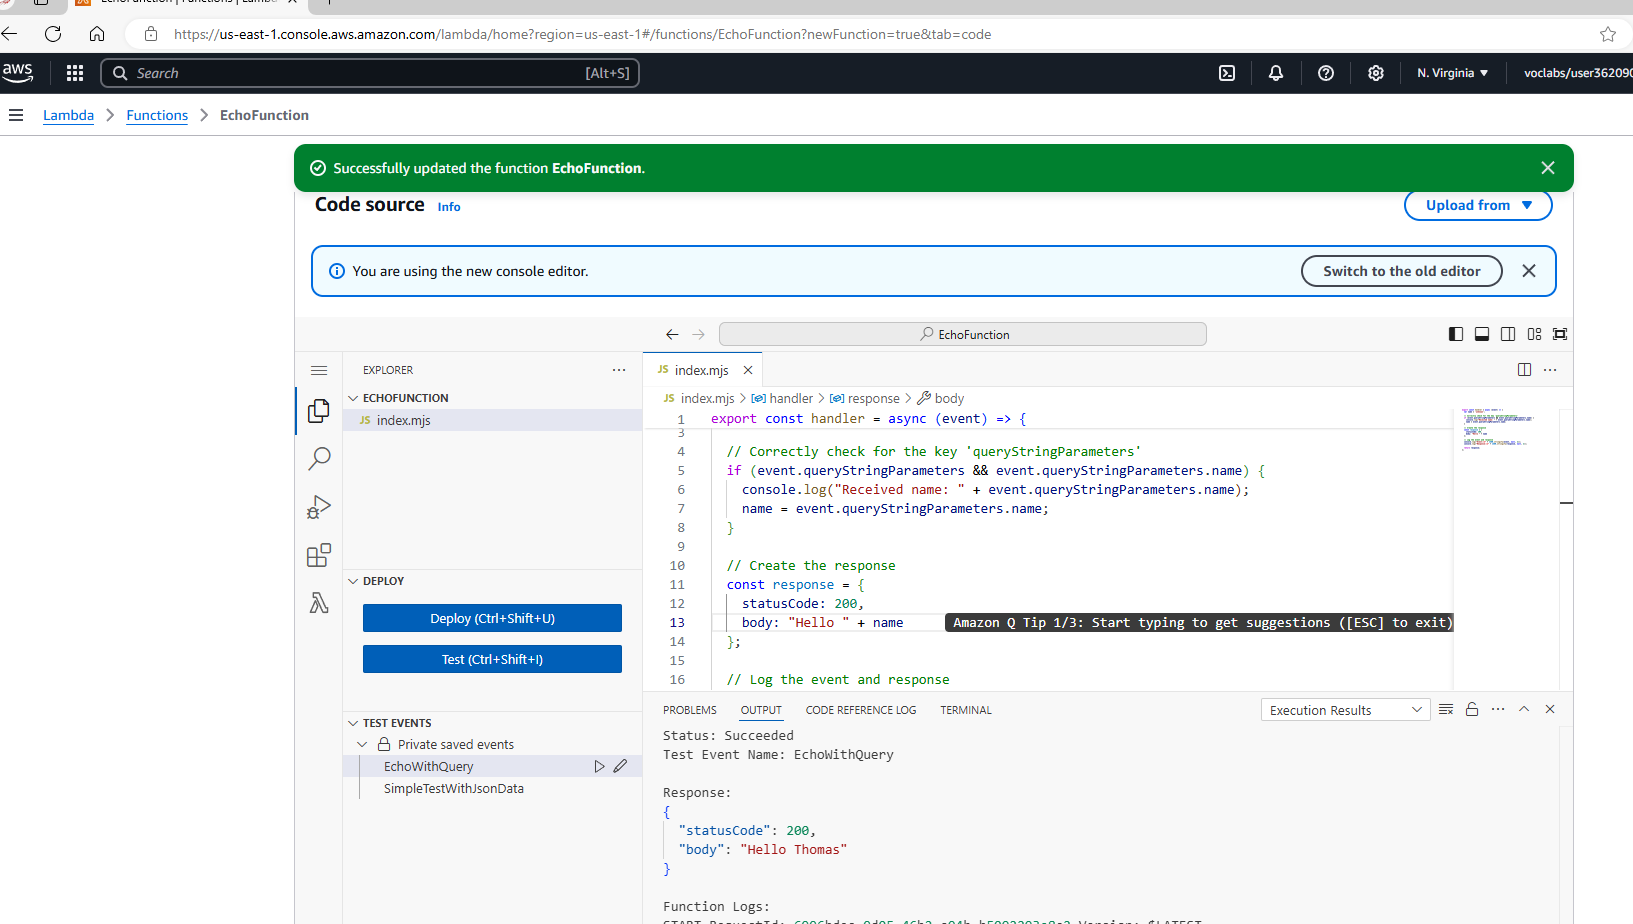 https://us-east-1.console.aws.amazon.com/lambda/home?region=us-east-1#/functions/EchoFunction?newFunction=true&tab=code
aws
Search
[Alt+S]
N. Virginia
Lambda
Functions
EchoFunction
Successfully updated the function EchoFunction.
Code source Info
Upload from
You are using the new console editor.
Switch to the old editor
EchoFunction
EXPLORER
ECHOFUNCTION
JS index.mjs
DEPLOY
Deploy (Ctrl+Shift+U)
Test (Ctrl+Shift+I)
TEST EVENTS
Private saved events
EchoWithQuery
SimpleTestWithJsonData
JS index.mjs
JS index.mjs > handler > response > body
1 export const handler = async (event) => {
3
4 // Correctly check for the key 'queryStringParameters'
5 if (event.queryStringParameters && event.queryStringParameters.name) {
6 console.log("Received name: " + event.queryStringParameters.name);
7 name = event.queryStringParameters.name;
8 }
9
10 // Create the response
11 const response = {
12 statusCode: 200,
13 body: "Hello " + name Amazon Q Tip 1/3: Start typing to get suggestions ([ESC] to exit)
14 };
15
16 // Log the event and response
PROBLEMS OUTPUT CODE REFERENCE LOG TERMINAL
Execution Results
Status: Succeeded
Test Event Name: EchoWithQuery
Response:
{
"statusCode": 200,
"body": "Hello Thomas"
}
Function Logs: